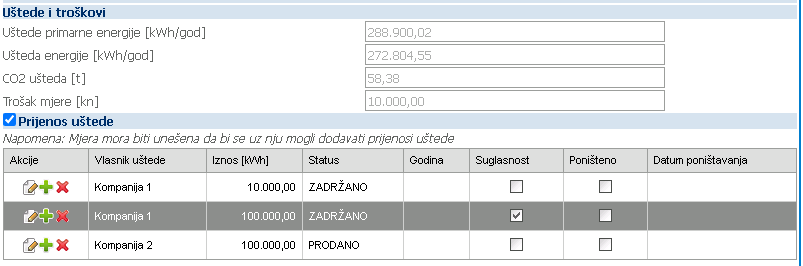 Uštede i troškovi
Uštede primarne energije [kWh/god] 288.900,02
Ušteda energije [kWh/god] 272.804,55
CO2 ušteda [t] 58,38
Trošak mjere [kn] 10.000,00
Prijenos uštede
Napomena: Mjera mora biti unešena da bi se uz nju mogli dodavati prijenosi uštede
Akcije Vlasnik uštede Iznos [kWh] Status Godina Suglasnost Poništeno Datum poništavanja
Kompanija 1 10.000,00 ZADRŽANO
Kompanija 1 100.000,00 ZADRŽANO
Kompanija 2 100.000,00 PRODANO